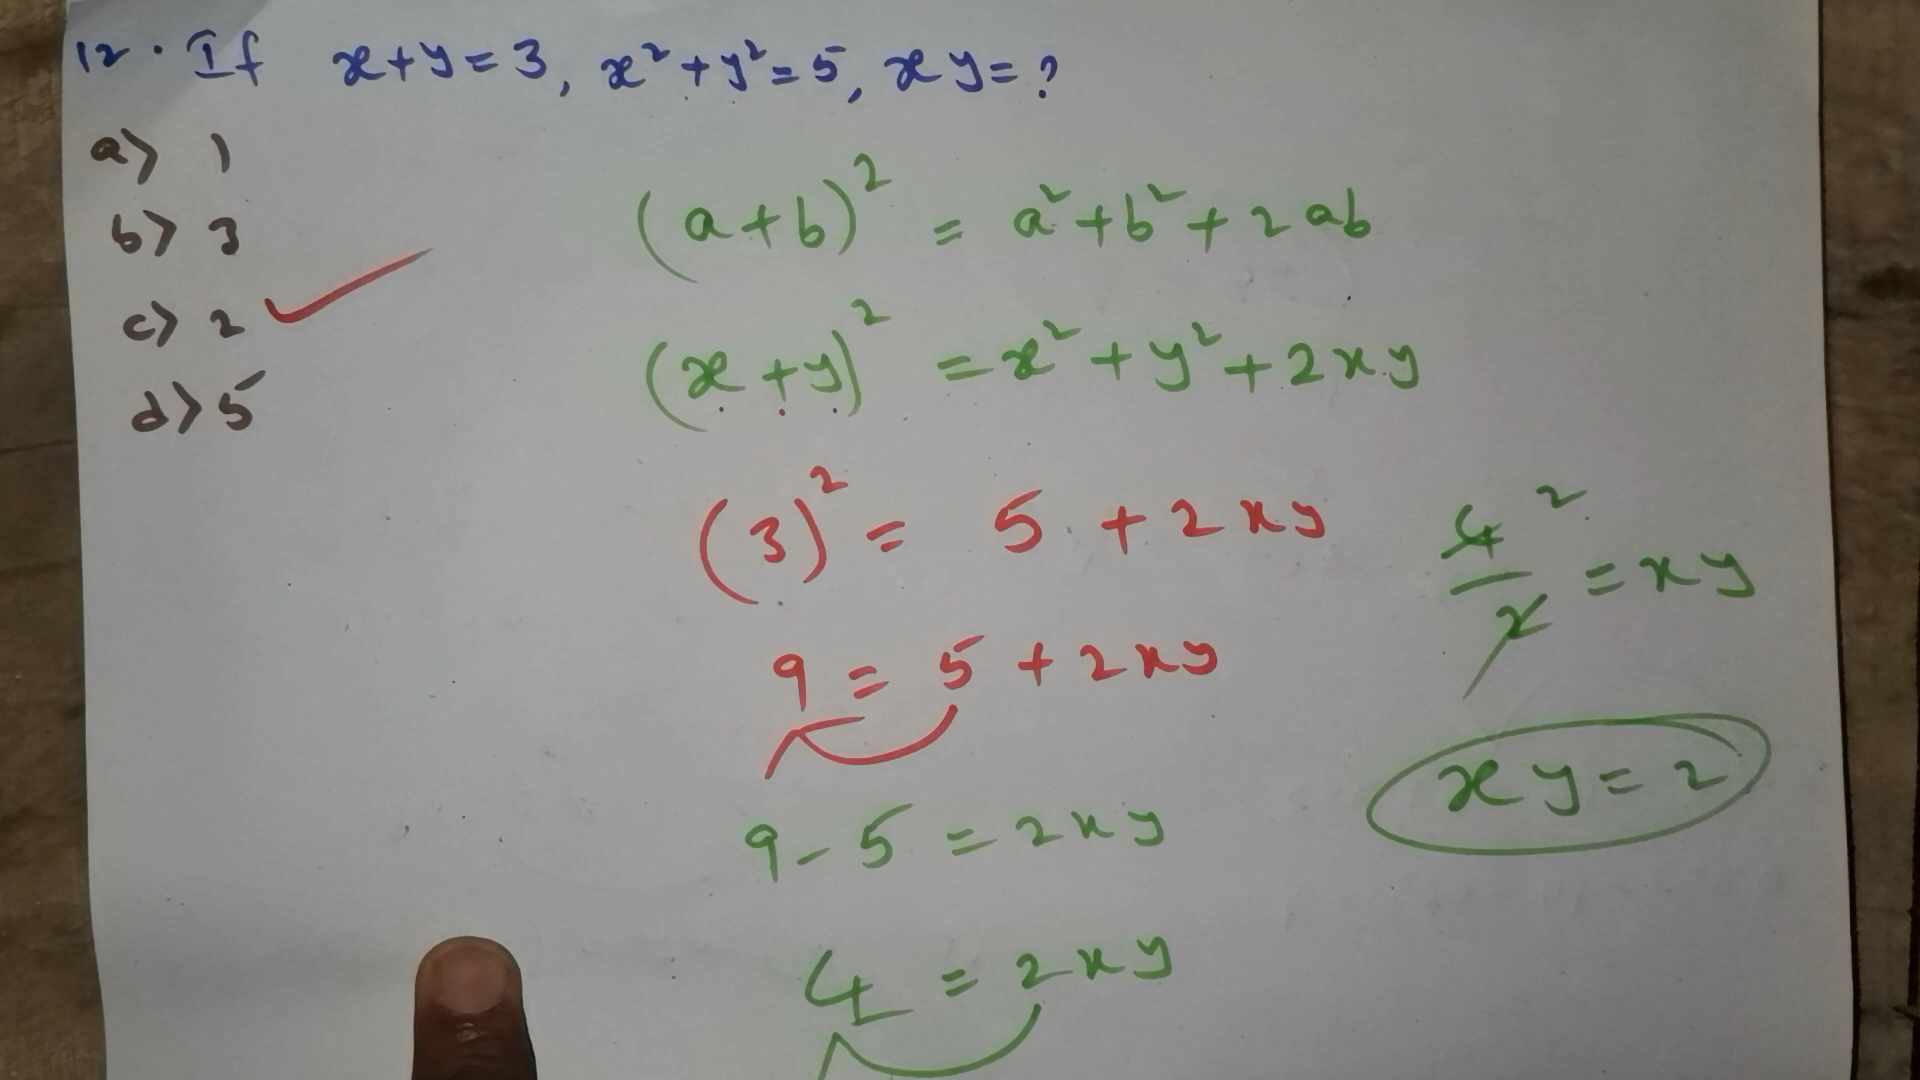 12. If x+y=3, x²+y²=5, xy=?
a> 1
b> 3
c> 2
d> 5
(a+b)² = a²+b²+2ab
(x+y)² = x²+y²+2xy
(3)² = 5+2xy
9 = 5+2xy
9-5 = 2xy
4 = 2xy
4/2 ² = xy
xy=2